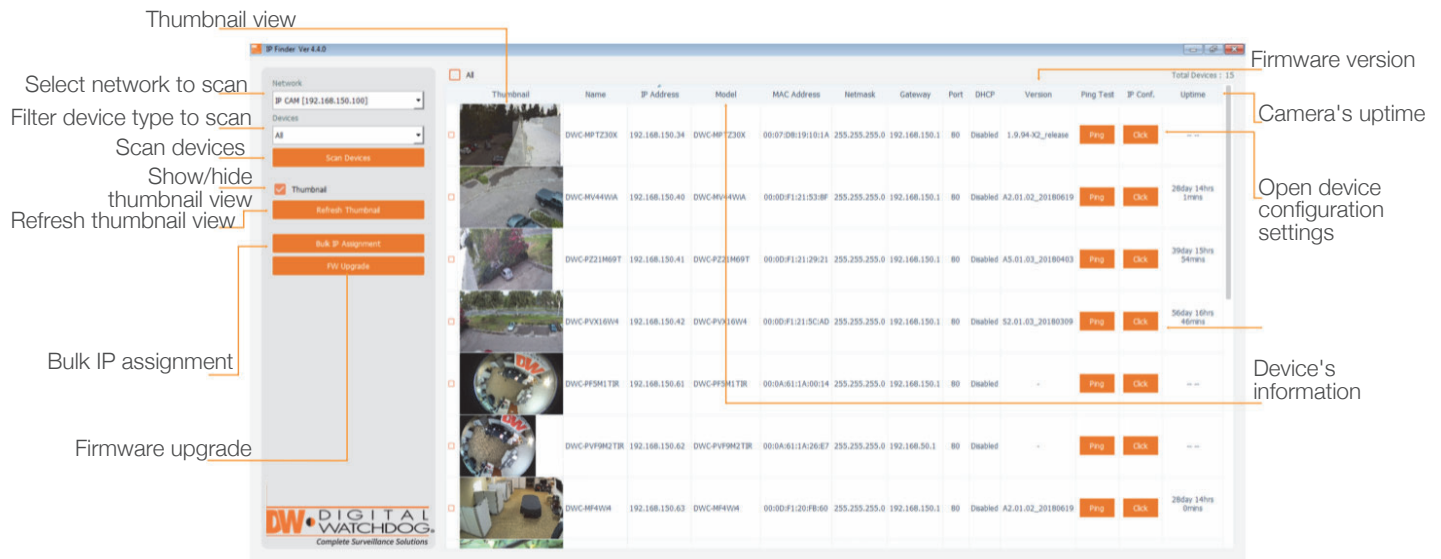 Thumbnail view
IP Finder Ver 4.4.0
Firmware version
Select network to scan
Network
All
Total Devices : 15
IP CAM [192.168.150.100]
Thumbnail Name IP Address Model MAC Address Netmask Gateway Port DHCP Version Ping Test IP Conf. Uptime
Filter device type to scan
Devices
All
Camera's uptime
Scan devices
Scan Devices
DWC-MPTZ30X 192.168.150.34 DWC-MPTZ30X 00:07:D8:19:10:1A 255.255.255.0 192.168.150.1 80 Disabled 1.9.94-X2_release Ping Click -- --
Show/hide
thumbnail view
Thumbnail
Refresh thumbnail view
Refresh Thumbnail
DWC-MV44WiA 192.168.150.40 DWC-MV44WiA 00:0D:F1:21:53:8F 255.255.255.0 192.168.150.1 80 Disabled A2.01.02_20180619 Ping Click 28day 14hrs
1mins
Open device
configuration
settings
Bulk IP Assignment
FW Upgrade
DWC-PZ21M69T 192.168.150.41 DWC-PZ21M69T 00:0D:F1:21:29:21 255.255.255.0 192.168.150.1 80 Disabled A5.01.03_20180403 Ping Click 39day 15hrs
54mins
DWC-PVX16W4 192.168.150.42 DWC-PVX16W4 00:0D:F1:21:5C:AD 255.255.255.0 192.168.150.1 80 Disabled S2.01.03_20180309 Ping Click 56day 16hrs
46mins
Bulk IP assignment
DW
DWC-PF5M1TIR 192.168.150.61 DWC-PF5M1TIR 00:0A:61:1A:00:14 255.255.255.0 192.168.150.1 80 Disabled - Ping Click -- --
Device's
information
Firmware upgrade
DWC-PVF9M2TIR 192.168.150.62 DWC-PVF9M2TIR 00:0A:61:1A:26:E7 255.255.255.0 192.168.50.1 80 Disabled - Ping Click -- --
DWC-MF4Wi4 192.168.150.63 DWC-MF4Wi4 00:0D:F1:20:FB:60 255.255.255.0 192.168.150.1 80 Disabled A2.01.02_20180619 Ping Click 28day 14hrs
0mins
DW DIGITAL
WATCHDOG®
Complete Surveillance Solutions